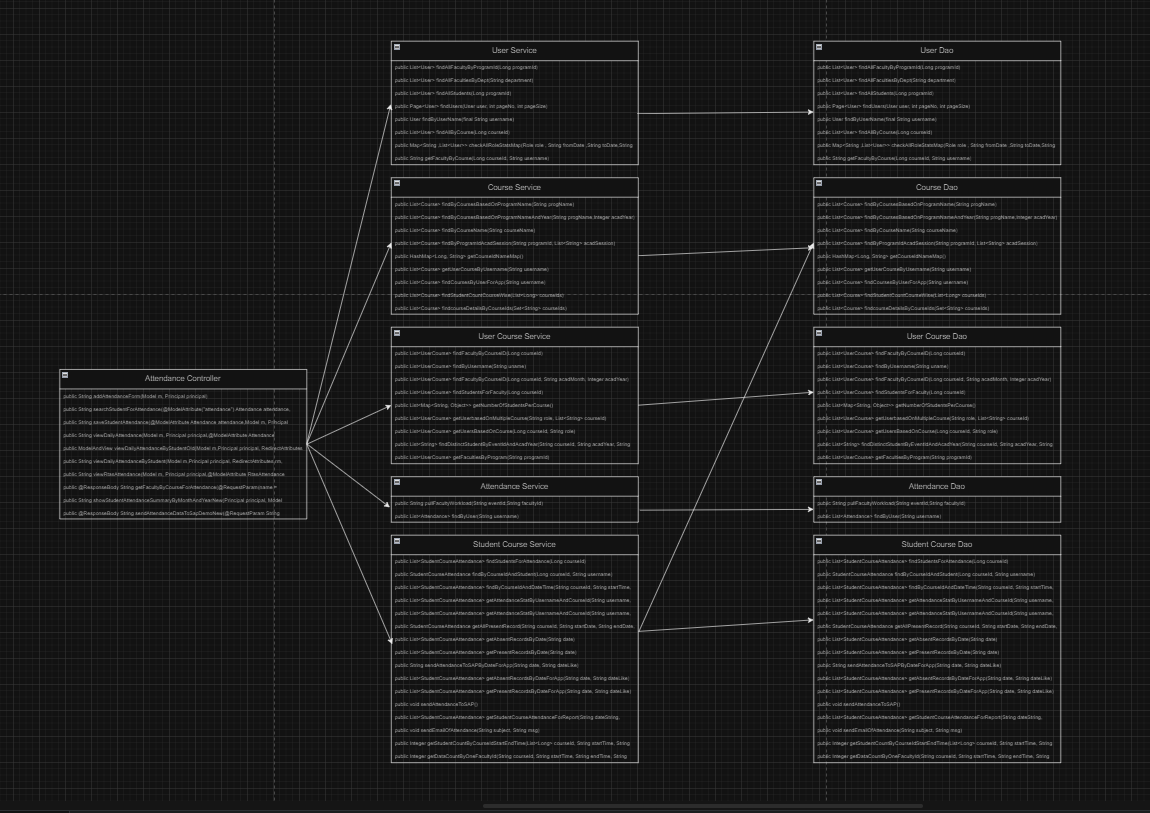 User Service
public List<User> findAllFacultyByProgramId(Long programId)
public List<User> findAllFacultiesByDept(String department)
public List<User> findAllStudents(Long programId)
public Page<User> findUsers(User user, int pageNo, int pageSize)
public User findByUserName(final String username)
public List<User> findAllByCourse(Long courseId)
public Map<String ,List<User>> checkAllRoleStatsMap(Role role , String fromDate ,String toDate,String
public String getFacultyByCourse(Long courseId, String username)
User Dao
public List<User> findAllFacultyByProgramId(Long programId)
public List<User> findAllFacultiesByDept(String department)
public List<User> findAllStudents(Long programId)
public Page<User> findUsers(User user, int pageNo, int pageSize)
public User findByUserName(final String username)
public List<User> findAllByCourse(Long courseId)
public Map<String ,List<User>> checkAllRoleStatsMap(Role role , String fromDate ,String toDate,String
public String getFacultyByCourse(Long courseId, String username)
Course Service
public List<Course> findByCoursesBasedOnProgramName(String progName)
public List<Course> findByCoursesBasedOnProgramNameAndYear(String progName,Integer acadYear)
public List<Course> findByCourseName(String courseName)
public List<Course> findByProgramIdAcadSession(String programId, List<String> acadSession)
public HashMap<Long, String> getCourseIdNameMap()
public List<Course> getUserCourseByUsername(String username)
public List<Course> findCoursesByUserForApp(String username)
public List<Course> findStudentCountCourseWise(List<Long> courseIds)
public List<Course> findcourseDetailsByCourseIds(Set<String> courseIds)
Course Dao
public List<Course> findByCoursesBasedOnProgramName(String progName)
public List<Course> findByCoursesBasedOnProgramNameAndYear(String progName,Integer acadYear)
public List<Course> findByCourseName(String courseName)
public List<Course> findByProgramIdAcadSession(String programId, List<String> acadSession)
public HashMap<Long, String> getCourseIdNameMap()
public List<Course> getUserCourseByUsername(String username)
public List<Course> findCoursesByUserForApp(String username)
public List<Course> findStudentCountCourseWise(List<Long> courseIds)
public List<Course> findcourseDetailsByCourseIds(Set<String> courseIds)
User Course Service
public List<UserCourse> findFacultyByCourseID(Long courseId)
public List<UserCourse> findByUsername(String uname)
public List<UserCourse> findFacultyByCourseID(Long courseId, String acadMonth, Integer acadYear)
public List<UserCourse> findStudentsForFaculty(Long courseId)
public List<Map<String, Object>> getNumberOfStudentsPerCourse()
public List<UserCourse> getUserbasedOnMultipleCourse(String role, List<String> courseId)
public List<UserCourse> getUsersBasedOnCourse(Long courseId, String role)
public List<String> findDistinctStudentByEventIdAndAcadYear(String courseId, String acadYear, String
public List<UserCourse> getFacultiesByProgram(String programId)
User Course Dao
public List<UserCourse> findFacultyByCourseID(Long courseId)
public List<UserCourse> findByUsername(String uname)
public List<UserCourse> findFacultyByCourseID(Long courseId, String acadMonth, Integer acadYear)
public List<UserCourse> findStudentsForFaculty(Long courseId)
public List<Map<String, Object>> getNumberOfStudentsPerCourse()
public List<UserCourse> getUserbasedOnMultipleCourse(String role, List<String> courseId)
public List<UserCourse> getUsersBasedOnCourse(Long courseId, String role)
public List<String> findDistinctStudentByEventIdAndAcadYear(String courseId, String acadYear, String
public List<UserCourse> getFacultiesByProgram(String programId)
Attendance Controller
public String addAttendanceForm(Model m, Principal principal,
public String searchStudentForAttendance(@ModelAttribute("attendance") Attendance attendance,
public String saveStudentAttendance(@ModelAttribute Attendance attendance,Model m, Principal
public String viewDailyAttendance(Model m, Principal principal,@ModelAttribute Attendance
public ModelAndView viewDailyAttendanceByStudentOld(Model m,Principal principal, RedirectAttributes
public String viewDailyAttendanceByStudent(Model m,Principal principal, RedirectAttributes rm,
public String viewRfasAttendance(Model m, Principal principal,@ModelAttribute RfasAttendance
public @ResponseBody String getFacultyByCourseForAttendance(@RequestParam(name =
public String showStudentAttendanceSummaryByMonthAndYearNew(Principal principal, Model
public @ResponseBody String sendAttendanceDataToSapDemoNew(@RequestParam String
Attendance Service
public String pullFacultyWorkload(String eventId,String facultyId)
public List<Attendance> findByUser(String username)
Attendance Dao
public String pullFacultyWorkload(String eventId,String facultyId)
public List<Attendance> findByUser(String username)
Student Course Service
public List<StudentCourseAttendance> findStudentsForAttendance(Long courseId)
public StudentCourseAttendance findByCourseIdAndStudent(Long courseId, String username)
public List<StudentCourseAttendance> findByCourseIdAndDateTime(String courseId, String startTime,
public List<StudentCourseAttendance> getAttendanceStatByUsernameAndCourseId(String username,
public List<StudentCourseAttendance> getAttendanceStatByUsernameAndCourseId(String username,
public StudentCourseAttendance getAllPresentRecord(String courseId, String startDate, String endDate,
public List<StudentCourseAttendance> getAbsentRecordsByDate(String date)
public List<StudentCourseAttendance> getPresentRecordsByDate(String date)
public String sendAttendanceToSAPByDateForApp(String date, String dateLike)
public List<StudentCourseAttendance> getAbsentRecordsByDateForApp(String date, String dateLike)
public List<StudentCourseAttendance> getPresentRecordsByDateForApp(String date, String dateLike)
public void sendAttendanceToSAP()
public List<StudentCourseAttendance> getStudentCourseAttendanceForReport(String dateString,
public void sendEmailOfAttendance(String subject, String msg)
public Integer getStudentCountByCourseIdStartEndTime(List<Long> courseId, String startTime, String
public Integer getDataCountByOneFacultyId(String courseId, String startTime, String endTime, String
Student Course Dao
public List<StudentCourseAttendance> findStudentsForAttendance(Long courseId)
public StudentCourseAttendance findByCourseIdAndStudent(Long courseId, String username)
public List<StudentCourseAttendance> findByCourseIdAndDateTime(String courseId, String startTime,
public List<StudentCourseAttendance> getAttendanceStatByUsernameAndCourseId(String username,
public List<StudentCourseAttendance> getAttendanceStatByUsernameAndCourseId(String username,
public StudentCourseAttendance getAllPresentRecord(String courseId, String startDate, String endDate,
public List<StudentCourseAttendance> getAbsentRecordsByDate(String date)
public List<StudentCourseAttendance> getPresentRecordsByDate(String date)
public String sendAttendanceToSAPByDateForApp(String date, String dateLike)
public List<StudentCourseAttendance> getAbsentRecordsByDateForApp(String date, String dateLike)
public List<StudentCourseAttendance> getPresentRecordsByDateForApp(String date, String dateLike)
public void sendAttendanceToSAP()
public List<StudentCourseAttendance> getStudentCourseAttendanceForReport(String dateString,
public void sendEmailOfAttendance(String subject, String msg)
public Integer getStudentCountByCourseIdStartEndTime(List<Long> courseId, String startTime, String
public Integer getDataCountByOneFacultyId(String courseId, String startTime, String endTime, String